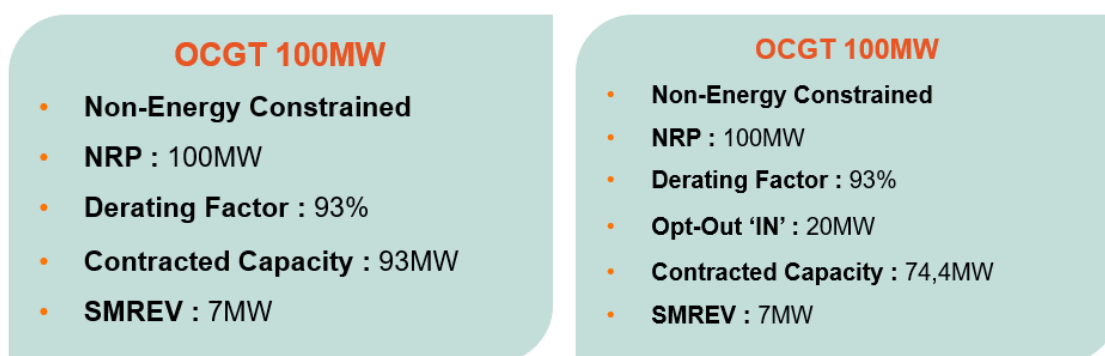 OCGT 100MW
• Non-Energy Constrained
• NRP : 100MW
• Derating Factor : 93%
• Contracted Capacity : 93MW
• SMREV : 7MW
OCGT 100MW
• Non-Energy Constrained
• NRP : 100MW
• Derating Factor : 93%
• Opt-Out ‘IN’ : 20MW
• Contracted Capacity : 74,4MW
• SMREV : 7MW